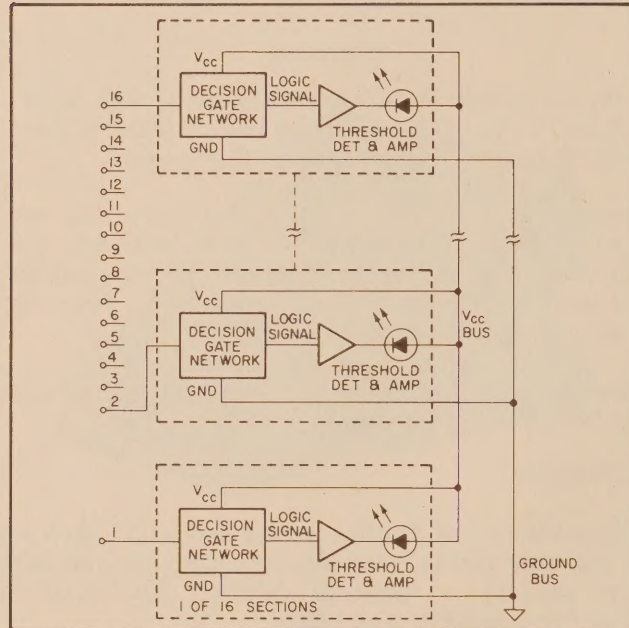 VCC
16
DECISION
GATE
NETWORK
LOGIC
SIGNAL
THRESHOLD
DET & AMP
GND
15
14
13
12
11
10
9
8
7
6
5
4
3
2
VCC
DECISION
GATE
NETWORK
LOGIC
SIGNAL
THRESHOLD
DET & AMP
GND
VCC
BUS
1
VCC
DECISION
GATE
NETWORK
LOGIC
SIGNAL
THRESHOLD
DET & AMP
GND
1 OF 16 SECTIONS
GROUND
BUS